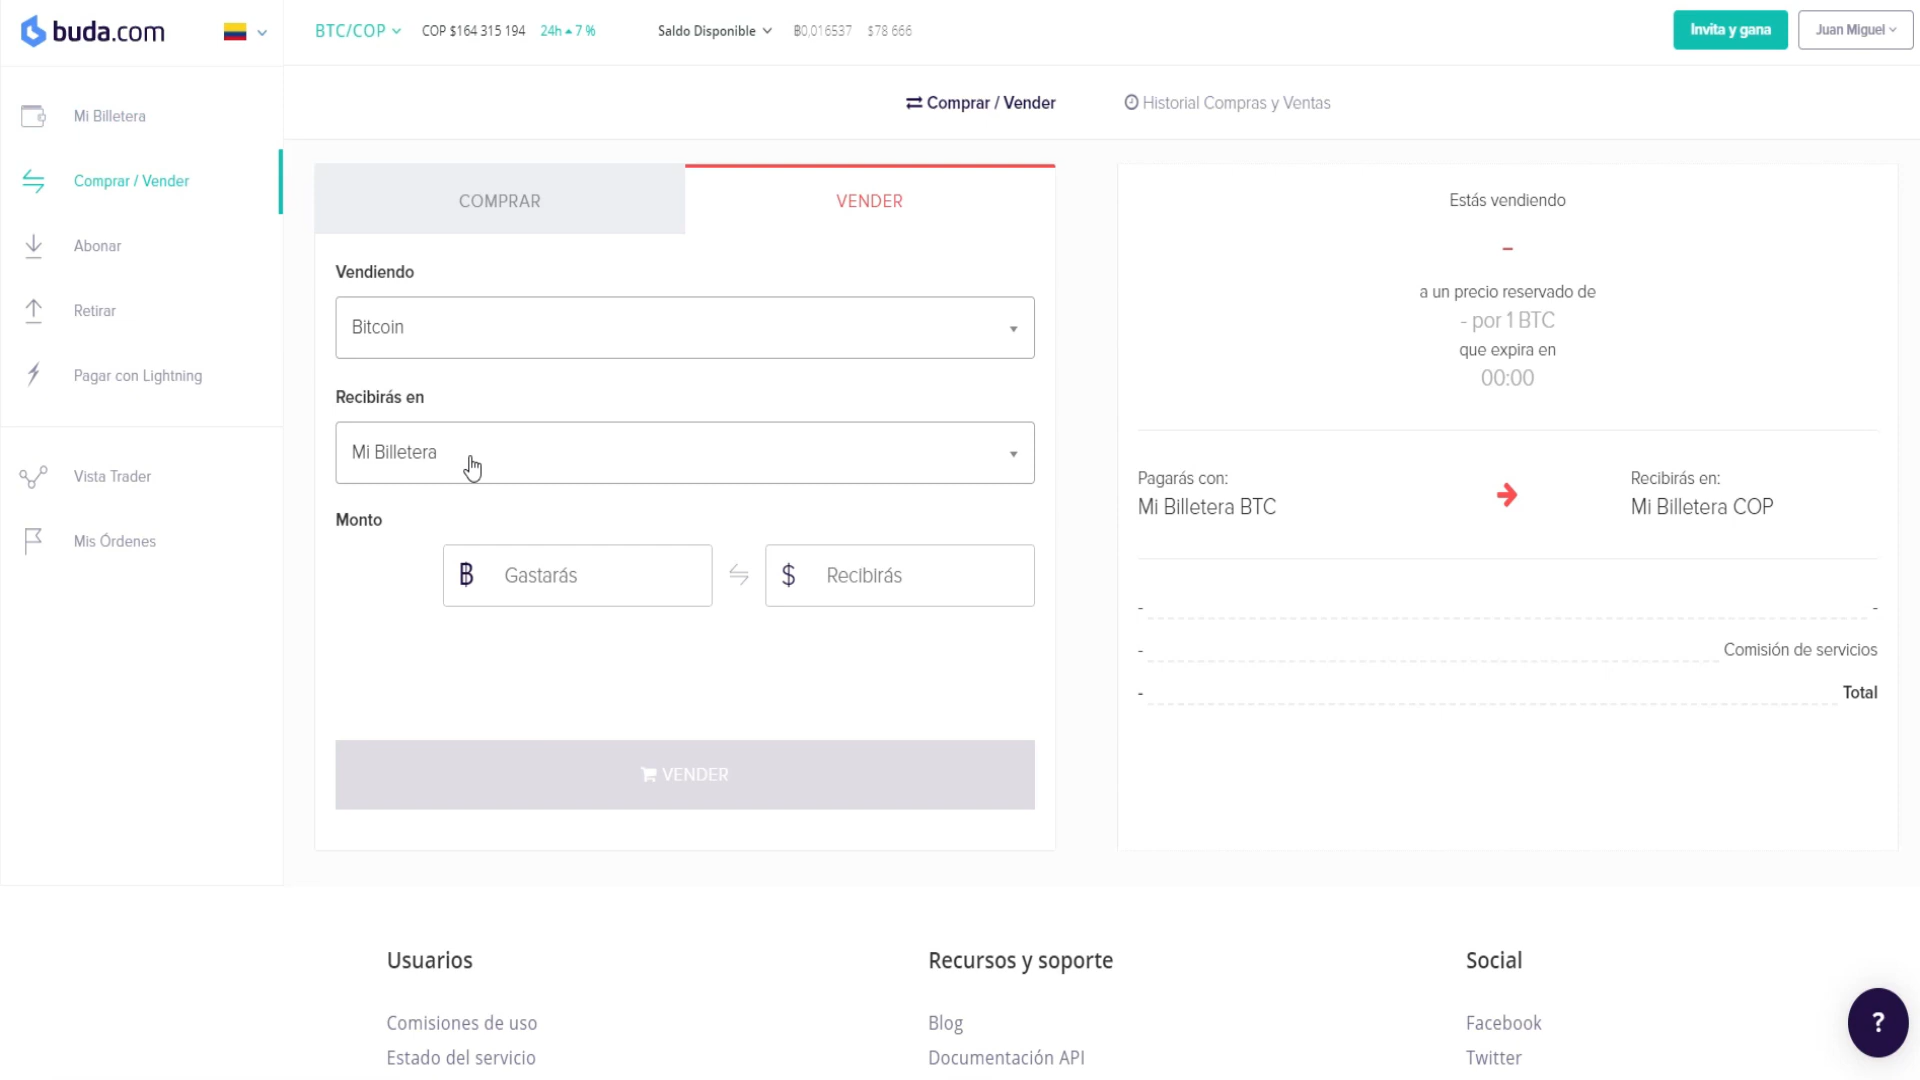 buda.com
BTC/COP COP $164 315 194 24h 7 % Saldo Disponible ฿0,016537 $78 666
Invita y gana
Juan Miguel
Mi Billetera
Comprar / Vender
Abonar
Retirar
Pagar con Lightning
Vista Trader
Mis Órdenes
Comprar / Vender
Historial Compras y Ventas
COMPRAR
VENDER
Vendiendo
Bitcoin
Recibirás en
Mi Billetera
Monto
฿ Gastarás
$ Recibirás
VENDER
Estás vendiendo
-
a un precio reservado de
- por 1 BTC
que expira en
00:00
Pagarás con:
Mi Billetera BTC
Recibirás en:
Mi Billetera COP
- -
- Comisión de servicios
- Total
Usuarios
Comisiones de uso
Estado del servicio
Recursos y soporte
Blog
Documentación API
Social
Facebook
Twitter
?